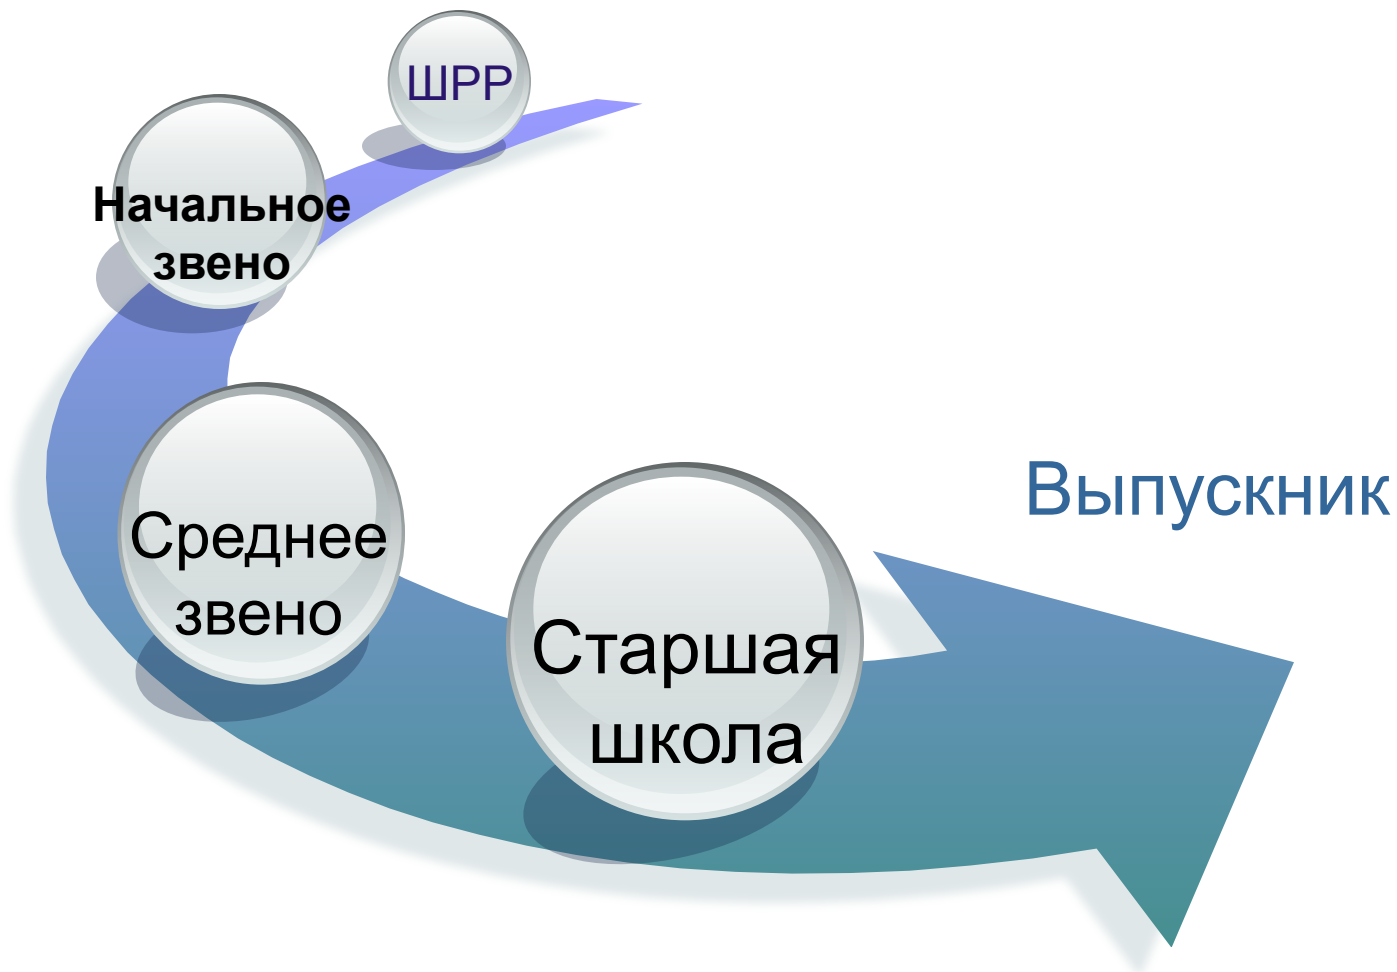 ШРР
Начальное
звено
Среднее
звено
Старшая
школа
Выпускник